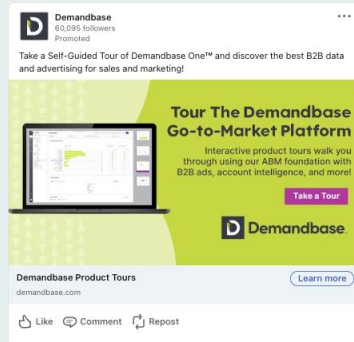 Demandbase
60,095 followers
Promoted
Take a Self-Guided Tour of Demandbase One™ and discover the best B2B data
and advertising for sales and marketing!
Tour The Demandbase
Go-to-Market Platform
Interactive product tours walk you
through using our ABM foundation with
B2B ads, account intelligence, and more!
Take a Tour
Demandbase
Demandbase Product Tours
Learn more
demandbase.com
Like Comment Repost